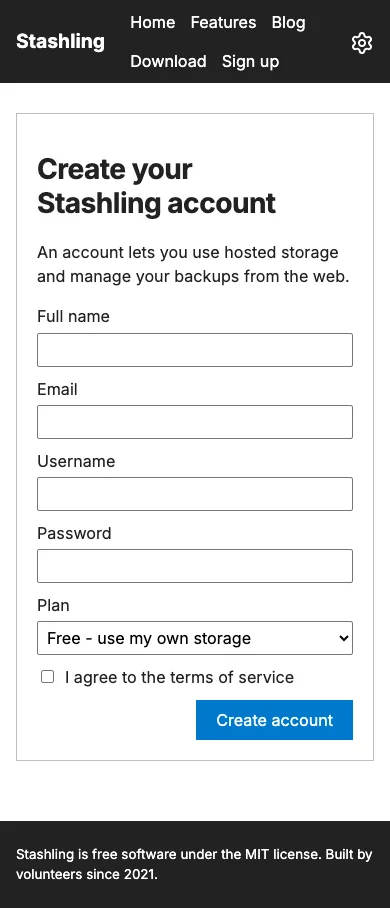 Stashling
Home Features Blog
Download Sign up
Create your
Stashling account
An account lets you use hosted storage
and manage your backups from the web.
Full name
Email
Username
Password
Plan
Free - use my own storage
I agree to the terms of service
Create account
Stashling is free software under the MIT license. Built by
volunteers since 2021.